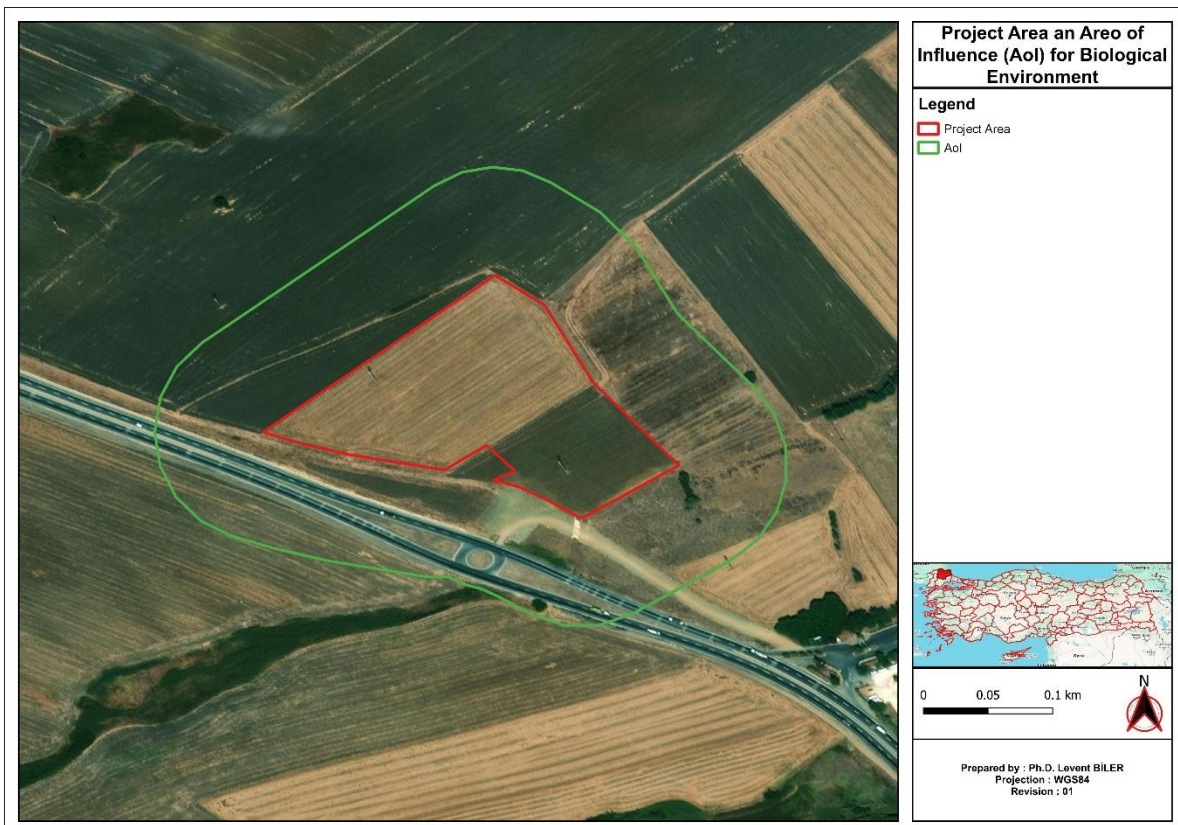 Project Area an Areo of
Influence (AoI) for Biological
Environment
Legend
Project Area
AoI
N
0 0.05 0.1 km
Prepared by : Ph.D. Levent BİLER
Projection : WGS84
Revision : 01